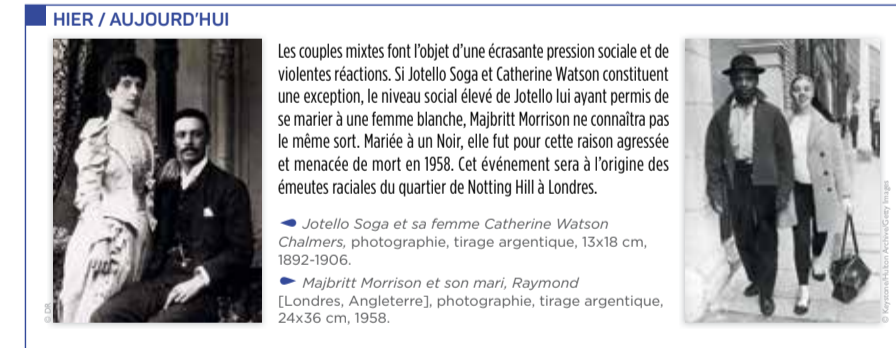 HIER / AUJOURD'HUI
Les couples mixtes font l'objet d'une écrasante pression sociale et de
violentes réactions. Si Jotello Soga et Catherine Watson constituent
une exception, le niveau social élevé de Jotello lui ayant permis de
se marier à une femme blanche, Majbritt Morrison ne connaîtra pas
le même sort. Mariée à un Noir, elle fut pour cette raison agressée
et menacée de mort en 1958. Cet événement sera à l'origine des
émeutes raciales du quartier de Notting Hill à Londres.
Jotello Soga et sa femme Catherine Watson
Chalmers, photographie, tirage argentique, 13x18 cm,
1892-1906.
Majbritt Morrison et son mari, Raymond
[Londres, Angleterre], photographie, tirage argentique,
24x36 cm, 1958.
© DR
© Keystone/Hulton Archive/Getty Images